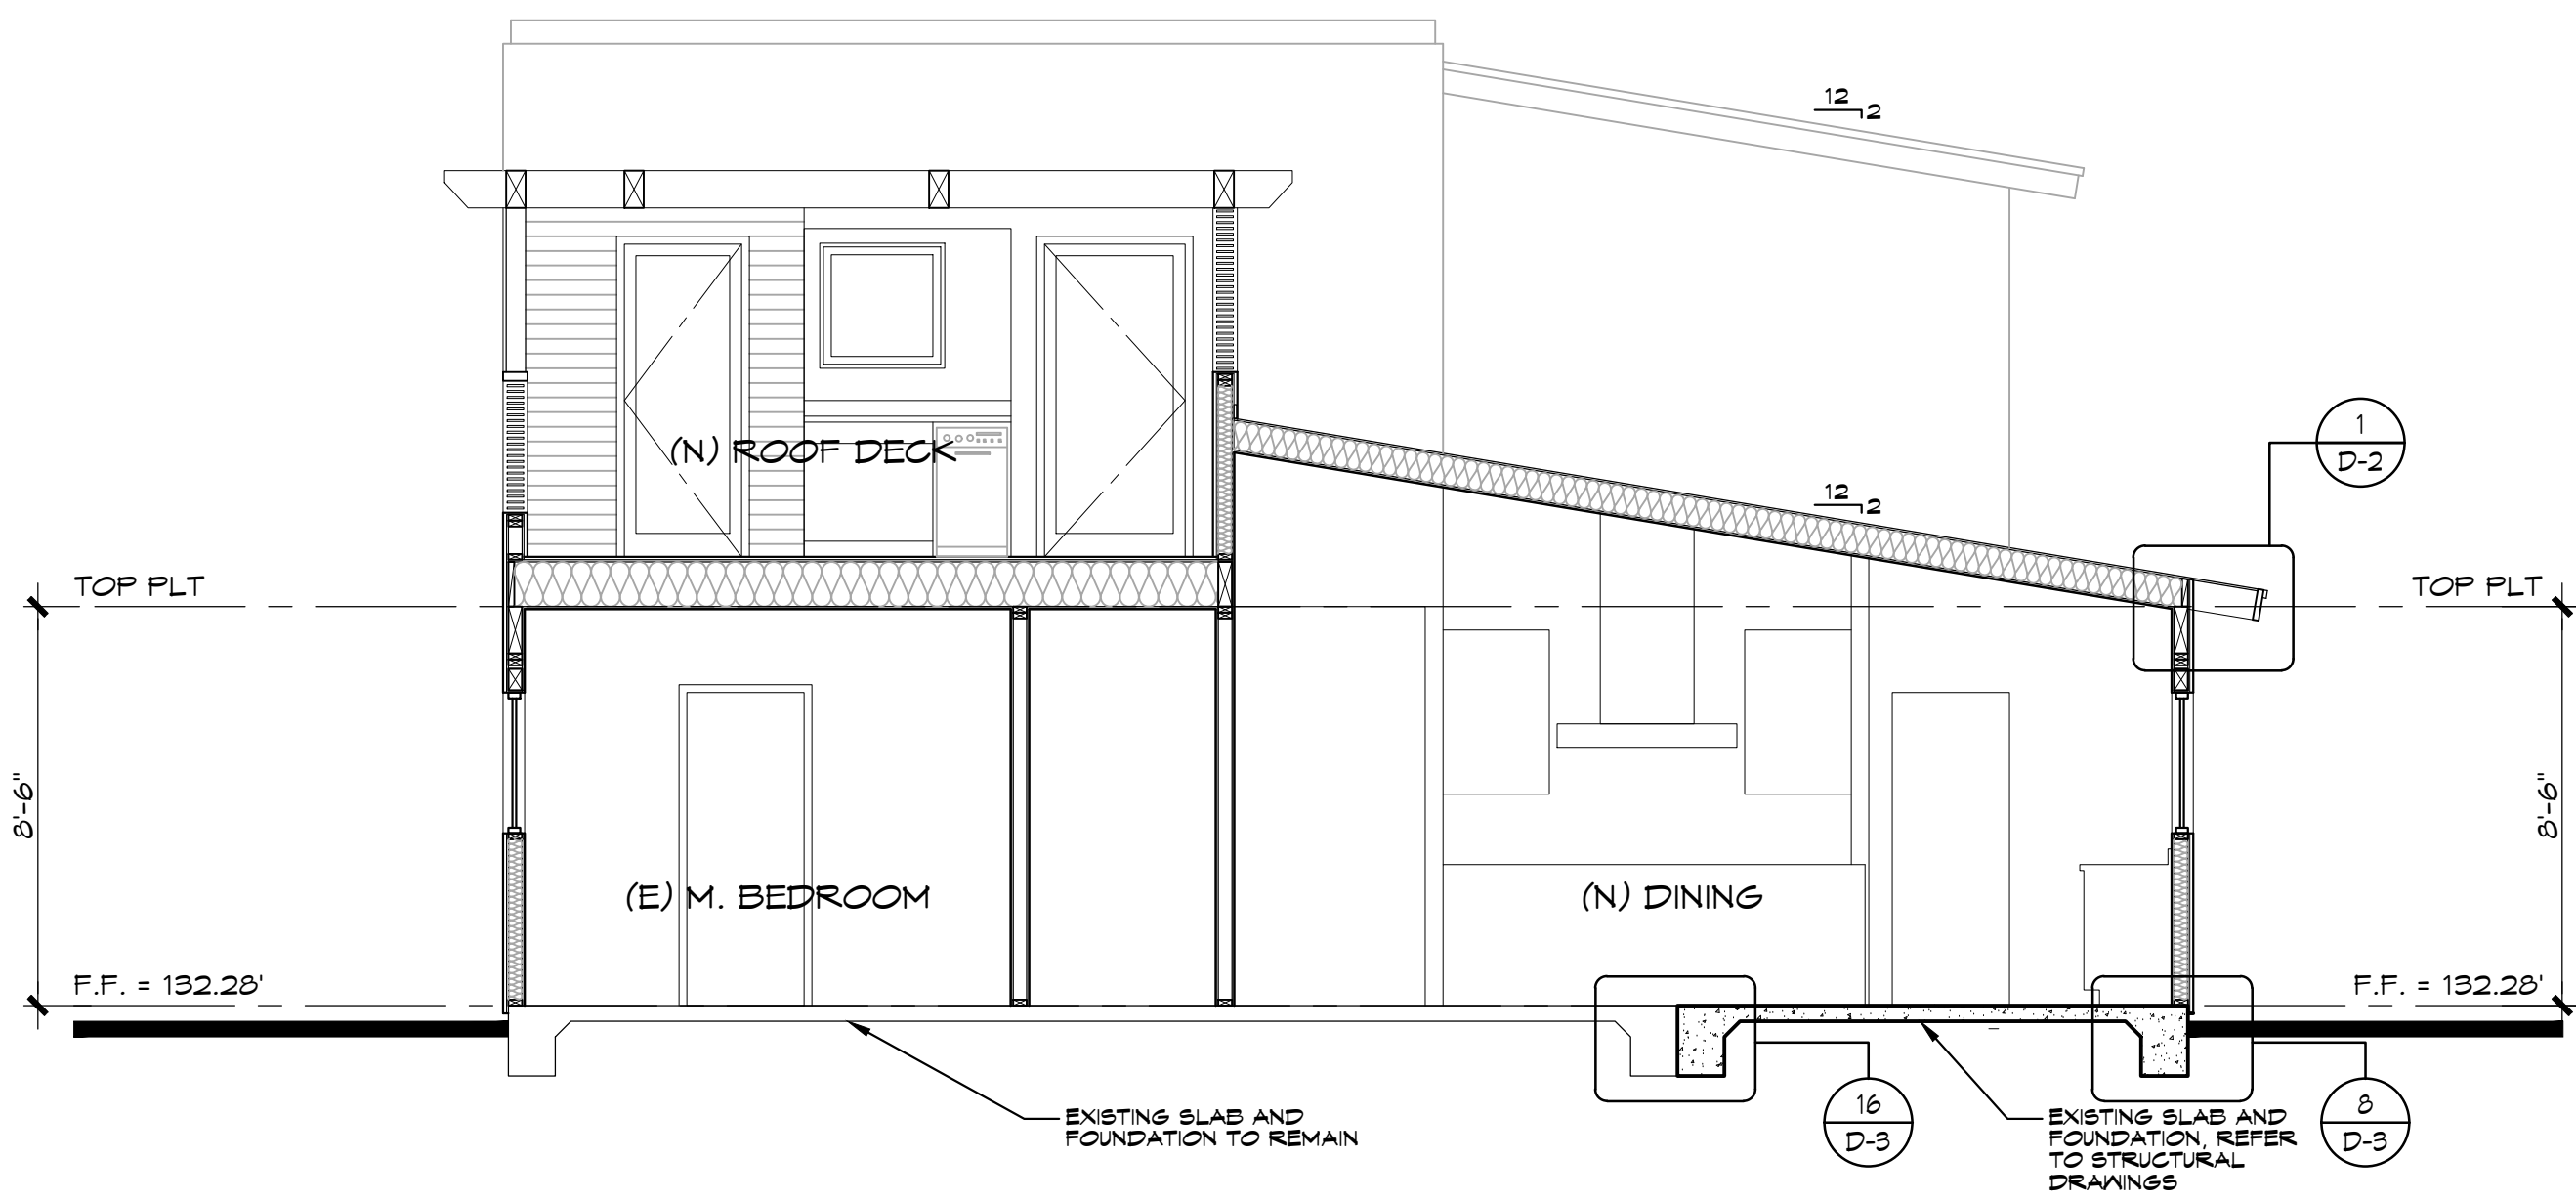 12
2
1
D-2
(N) ROOF DECK
12
2
TOP PLT
TOP PLT
8'-6"
8'-6"
(E) M. BEDROOM
(N) DINING
F.F. = 132.28'
F.F. = 132.28'
EXISTING SLAB AND
FOUNDATION TO REMAIN
16
D-3
EXISTING SLAB AND
FOUNDATION, REFER
TO STRUCTURAL
DRAWINGS
8
D-3